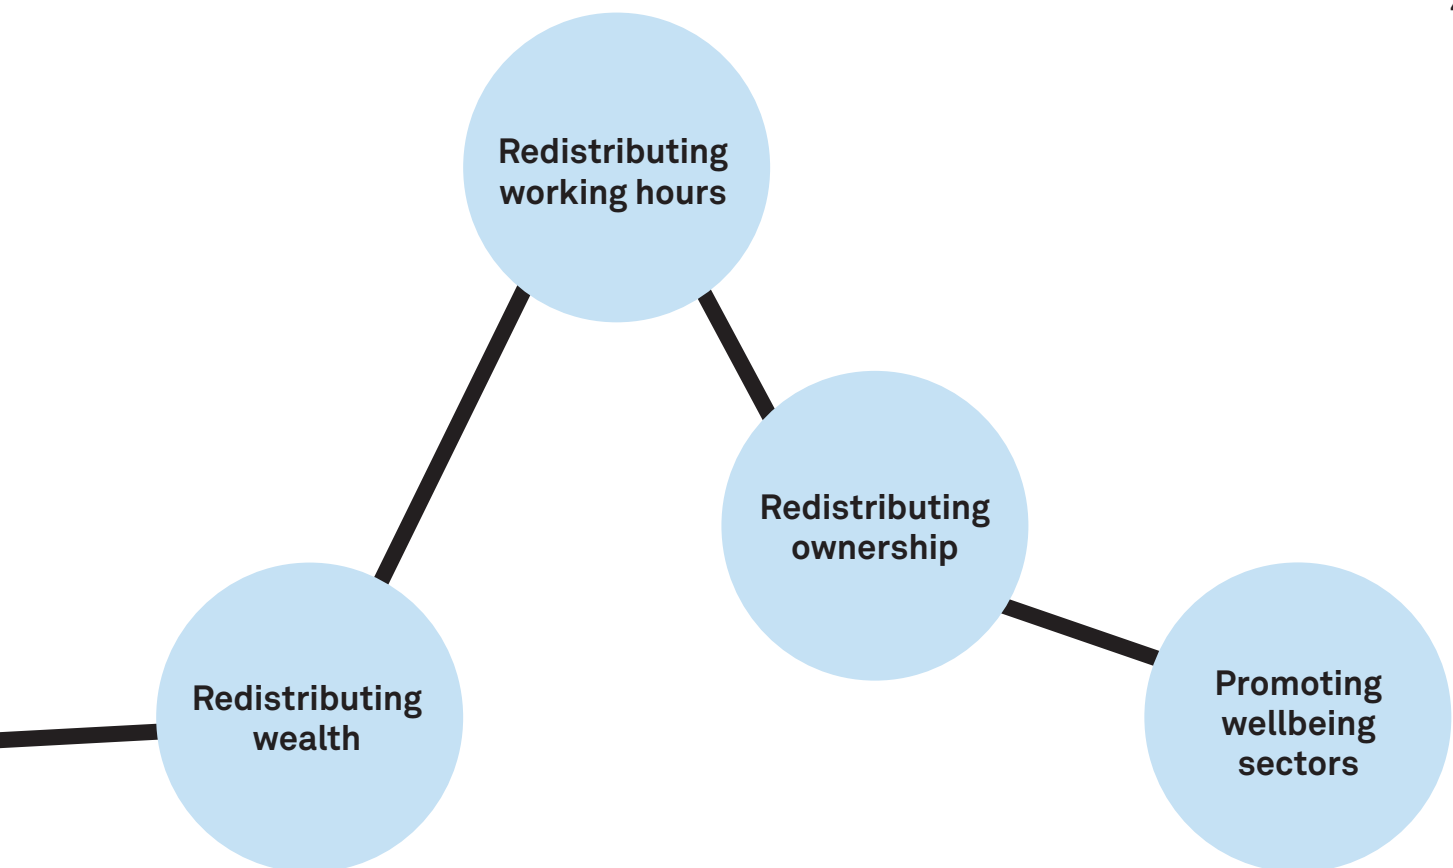 Redistributing
working hours
Redistributing
ownership
Redistributing
wealth
Promoting
wellbeing
sectors